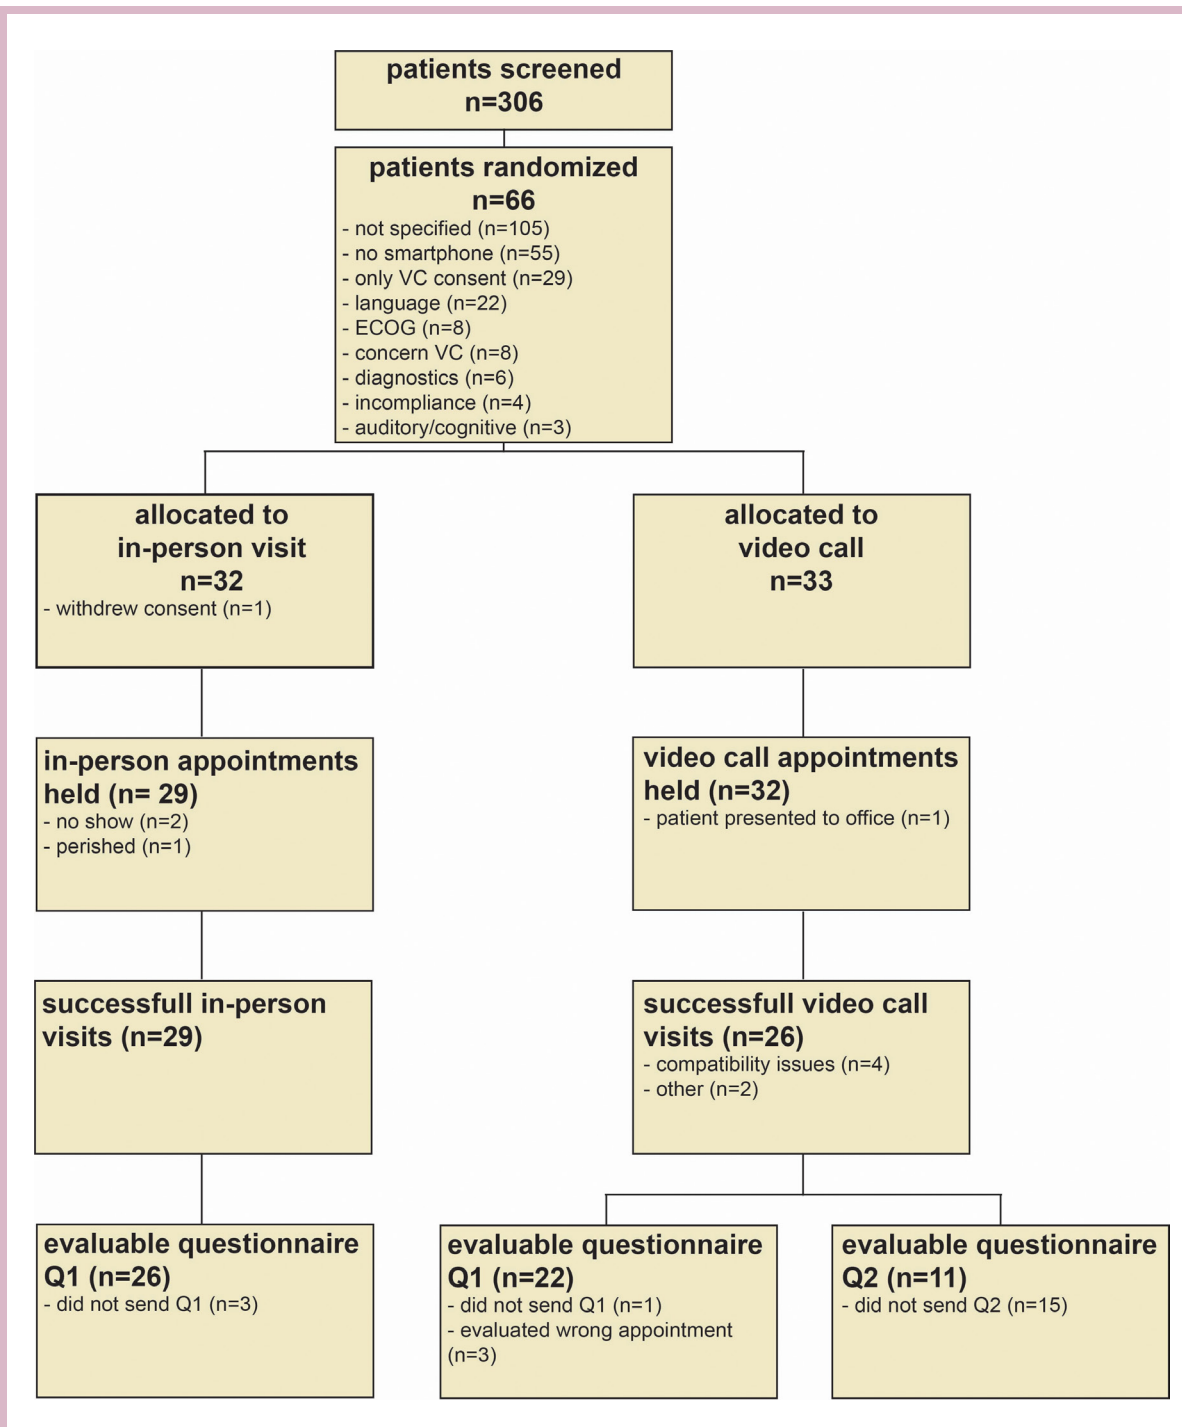 patients screened
n=306
patients randomized
n=66
- not specified (n=105)
- no smartphone (n=55)
- only VC consent (n=29)
- language (n=22)
- ECOG (n=8)
- concern VC (n=8)
- diagnostics (n=6)
- incompliance (n=4)
- auditory/cognitive (n=3)
allocated to
in-person visit
n=32
- withdrew consent (n=1)
allocated to
video call
n=33
in-person appointments
held (n= 29)
- no show (n=2)
- perished (n=1)
video call appointments
held (n=32)
- patient presented to office (n=1)
successfull in-person
visits (n=29)
successfull video call
visits (n=26)
- compatibility issues (n=4)
- other (n=2)
evaluable questionnaire
Q1 (n=26)
- did not send Q1 (n=3)
evaluable questionnaire
Q1 (n=22)
- did not send Q1 (n=1)
- evaluated wrong appointment
(n=3)
evaluable questionnaire
Q2 (n=11)
- did not send Q2 (n=15)